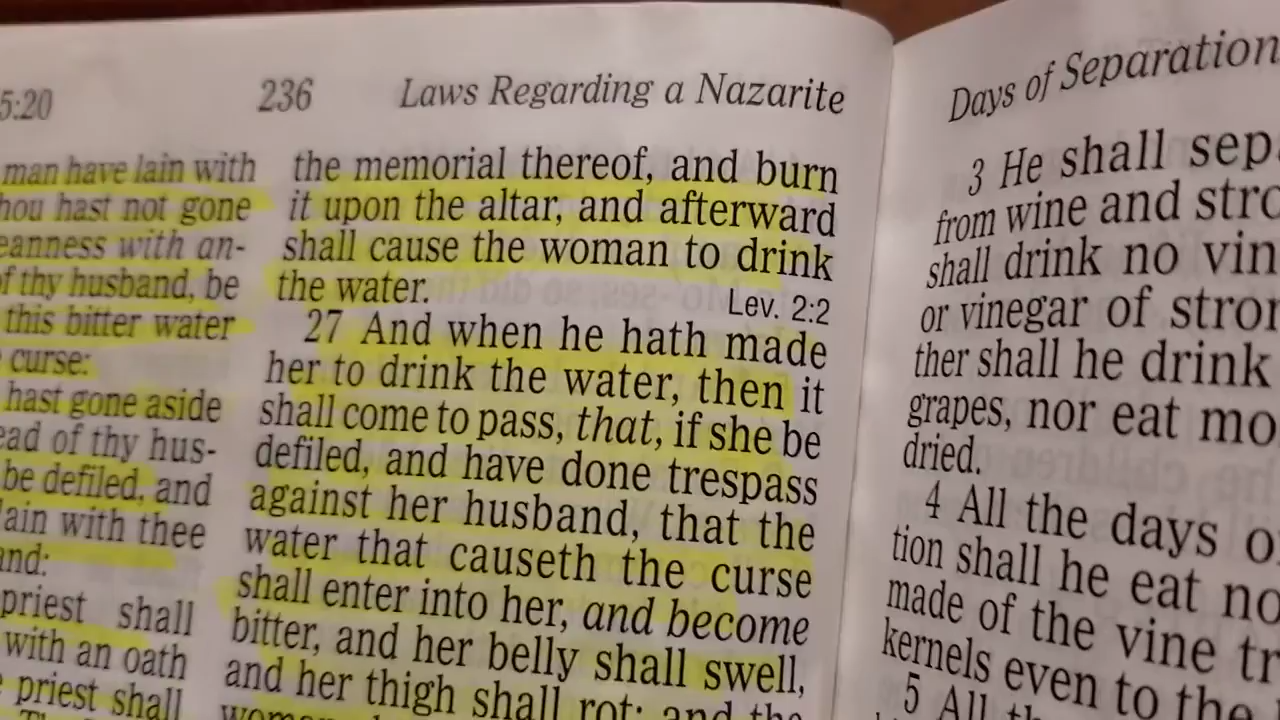 5:20
236
Laws Regarding a Nazarite
man have lain with
hou hast not gone
eanness with an-
of thy husband, be
this bitter water
curse:
hast gone aside
ead of thy hus-
be defiled, and
lain with thee
and:
priest shall
with an oath
priest shall
the memorial thereof, and burn
it upon the altar, and afterward
shall cause the woman to drink
the water.
Lev. 2:2
27 And when he hath made
her to drink the water, then it
shall come to pass, that, if she be
defiled, and have done trespass
against her husband, that the
water that causeth the curse
shall enter into her, and become
bitter, and her belly shall swell,
and her thigh shall rot: and the
Days of Separation
3 He shall sep
from wine and stro
shall drink no vin
or vinegar of stron
ther shall he drink
grapes, nor eat mo
dried.
4 All the days o
tion shall he eat no
made of the vine tr
kernels even to the
5 All th